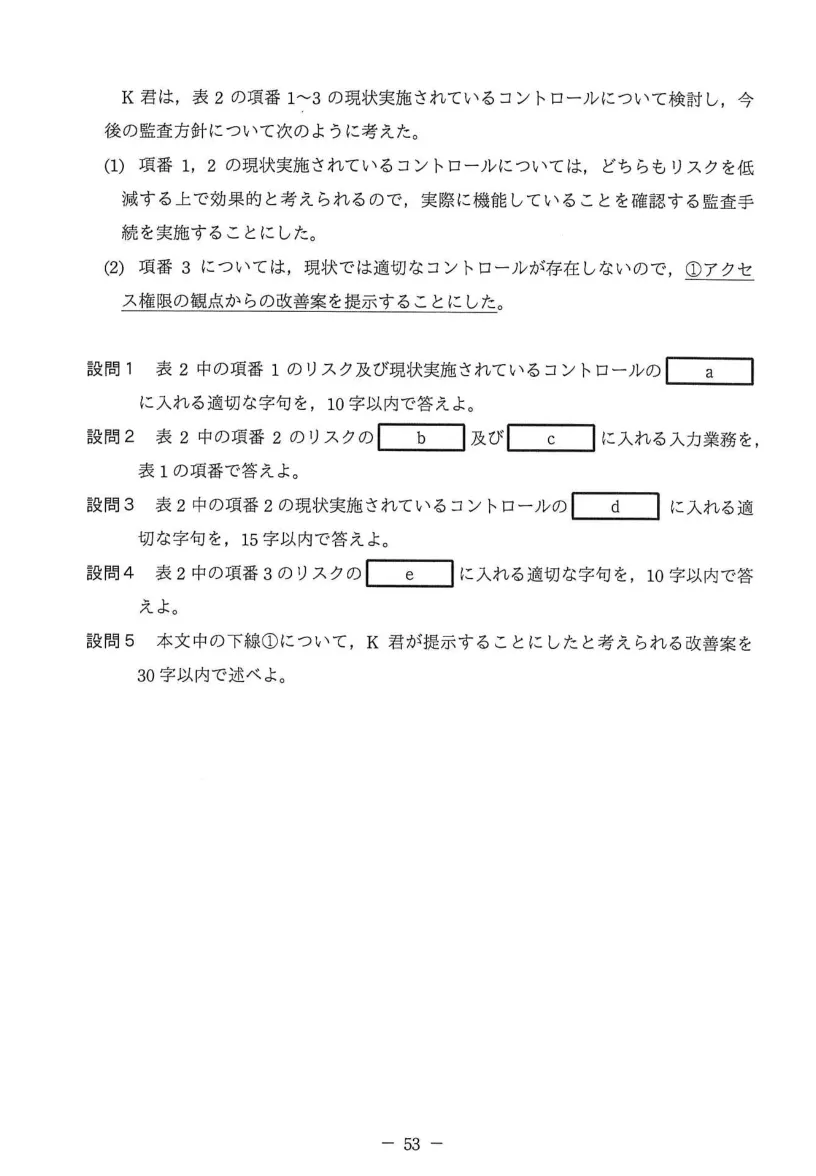 K 君は，表 2 の項番 1～3 の現状実施されているコントロールについて検討し，今
後の監査方針について次のように考えた。
(1) 項番 1，2 の現状実施されているコントロールについては，どちらもリスクを低
減する上で効果的と考えられるので，実際に機能していることを確認する監査手
続を実施することにした。
(2) 項番 3 については，現状では適切なコントロールが存在しないので，①アクセ
ス権限の観点からの改善案を提示することにした。
設問1 表 2 中の項番 1 のリスク及び現状実施されているコントロールの a
に入れる適切な字句を，10 字以内で答えよ。
設問2 表 2 中の項番 2 のリスクの b 及び c に入れる入力業務を，
表 1 の項番で答えよ。
設問3 表 2 中の項番 2 の現状実施されているコントロールの d に入れる適
切な字句を，15 字以内で答えよ。
設問4 表 2 中の項番 3 のリスクの e に入れる適切な字句を，10 字以内で答
えよ。
設問5 本文中の下線①について，K 君が提示することにしたと考えられる改善案を
30 字以内で述べよ。
－ 53 －